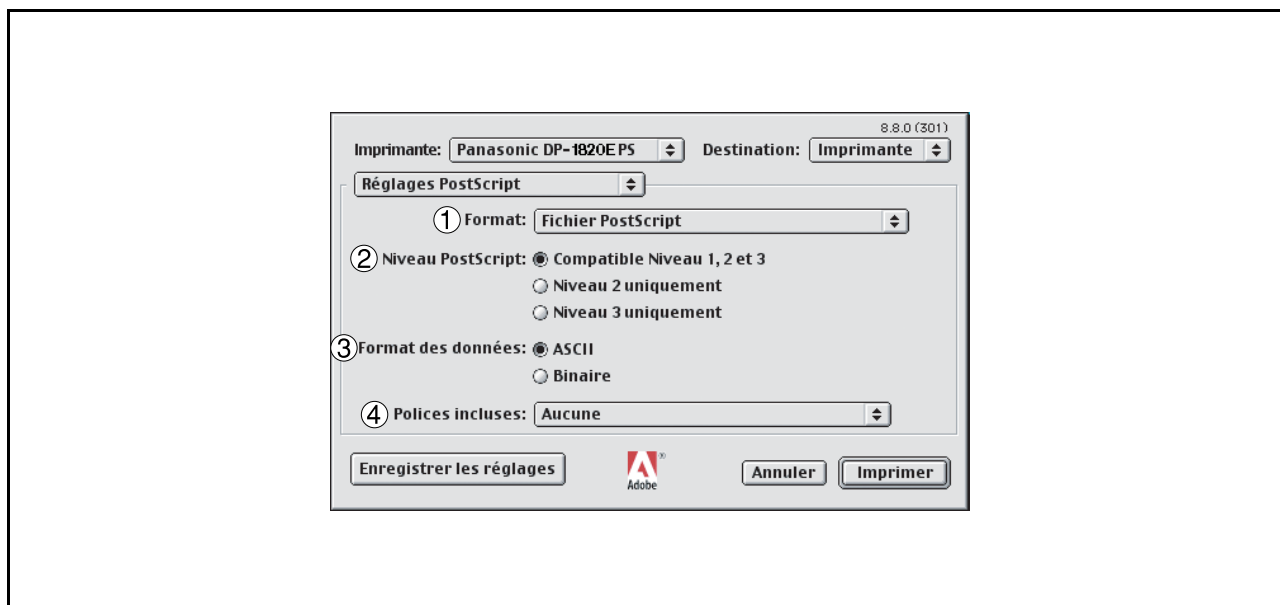 8.8.0 (301)
Imprimante: Panasonic DP-1820E PS Destination: Imprimante
Réglages PostScript
① Format: Fichier PostScript
② Niveau PostScript: Compatible Niveau 1, 2 et 3
Niveau 2 uniquement
Niveau 3 uniquement
③ Format des données: ASCII
Binaire
④ Polices incluses: Aucune
Enregistrer les réglages Adobe® Annuler Imprimer